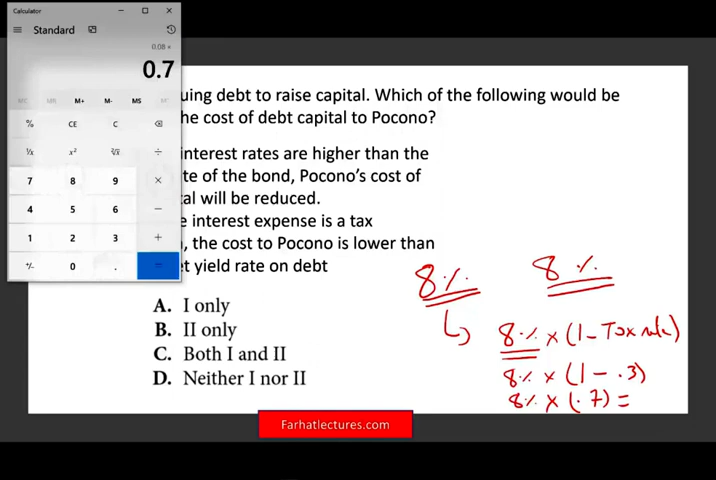 Calculator
Standard
0.08 ×
0.7
MC MR M+ M- MS M
% CE C
¹/x x² ²√x ÷
7 8 9 ×
4 5 6 −
1 2 3 +
+/- 0 . =
uing debt to raise capital. Which of the following would be
he cost of debt capital to Pocono?
interest rates are higher than the
te of the bond, Pocono's cost of
tal will be reduced.
e interest expense is a tax
, the cost to Pocono is lower than
et yield rate on debt
A. I only
B. II only
C. Both I and II
D. Neither I nor II
8% 8%
8% × (1 - Tax rate)
8% × (1 - .3)
8% × (.7) =
Farhatlectures.com